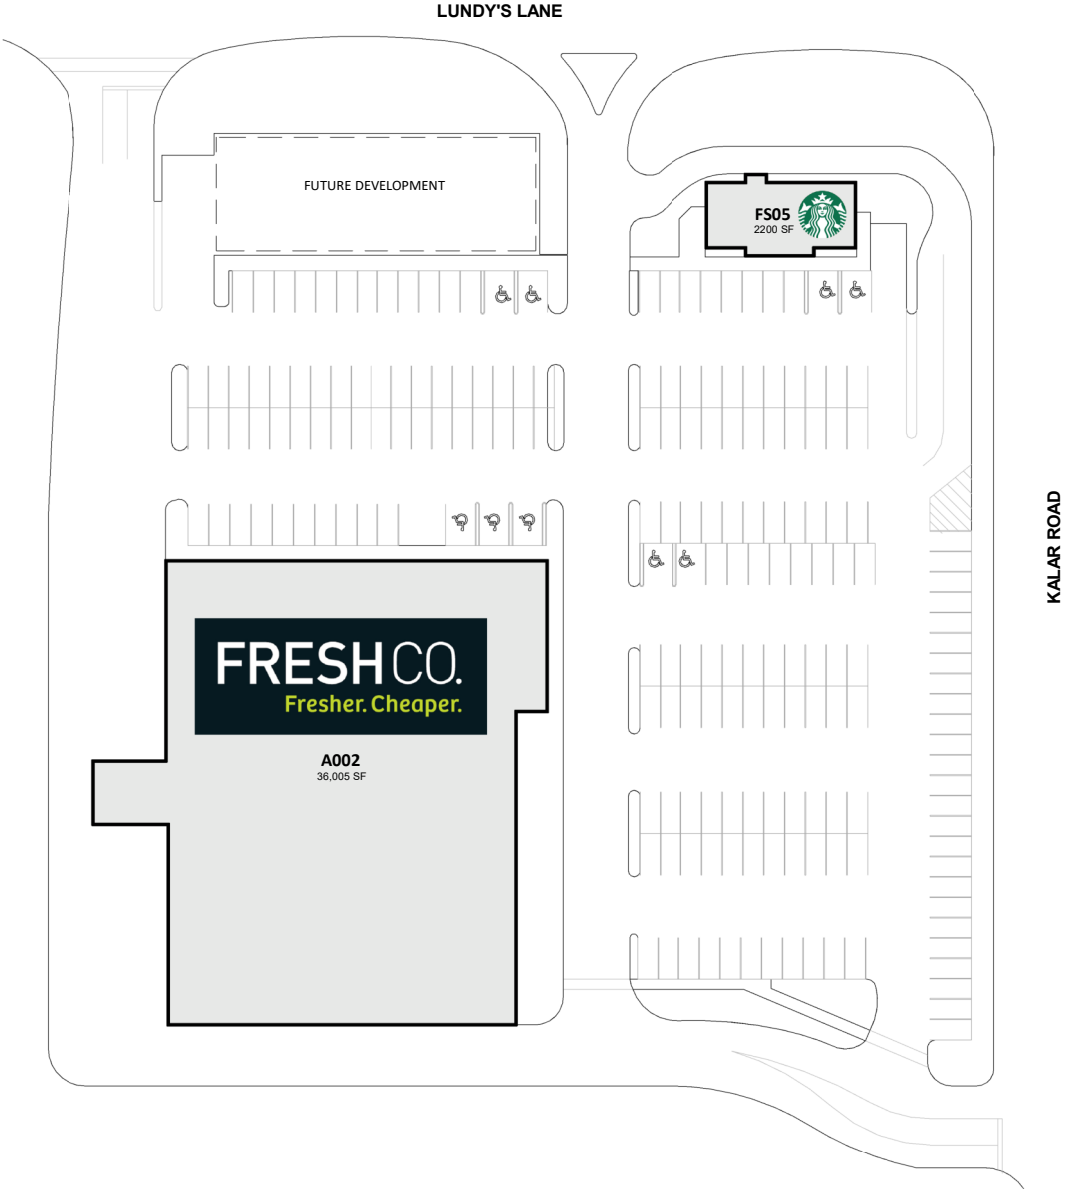 LUNDY'S LANE
FUTURE DEVELOPMENT
FS05
2200 SF
KALAR ROAD
FRESHCO.
Fresher. Cheaper.
A002
36,005 SF